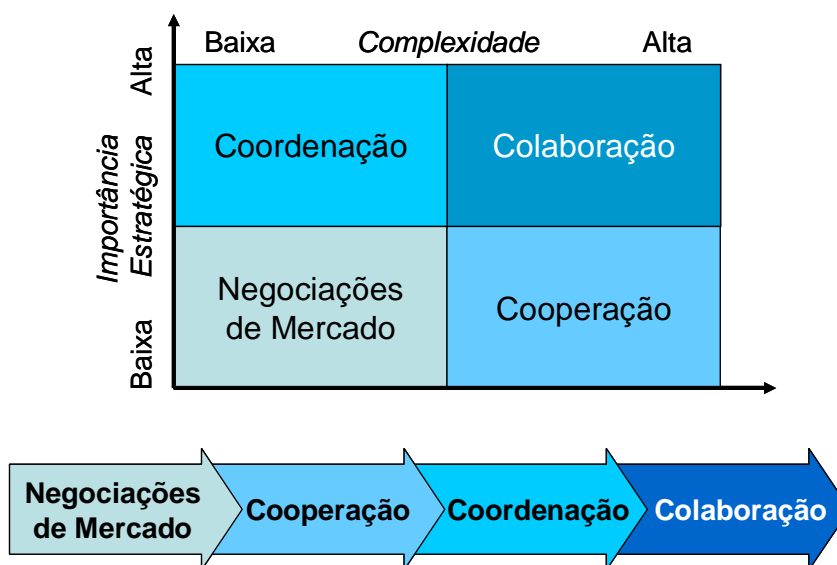 Baixa Complexidade Alta
Alta
Importância
Estratégica
Baixa
Coordenação
Colaboração
Negociações
de Mercado
Cooperação
Negociações
de Mercado
Cooperação
Coordenação
Colaboração